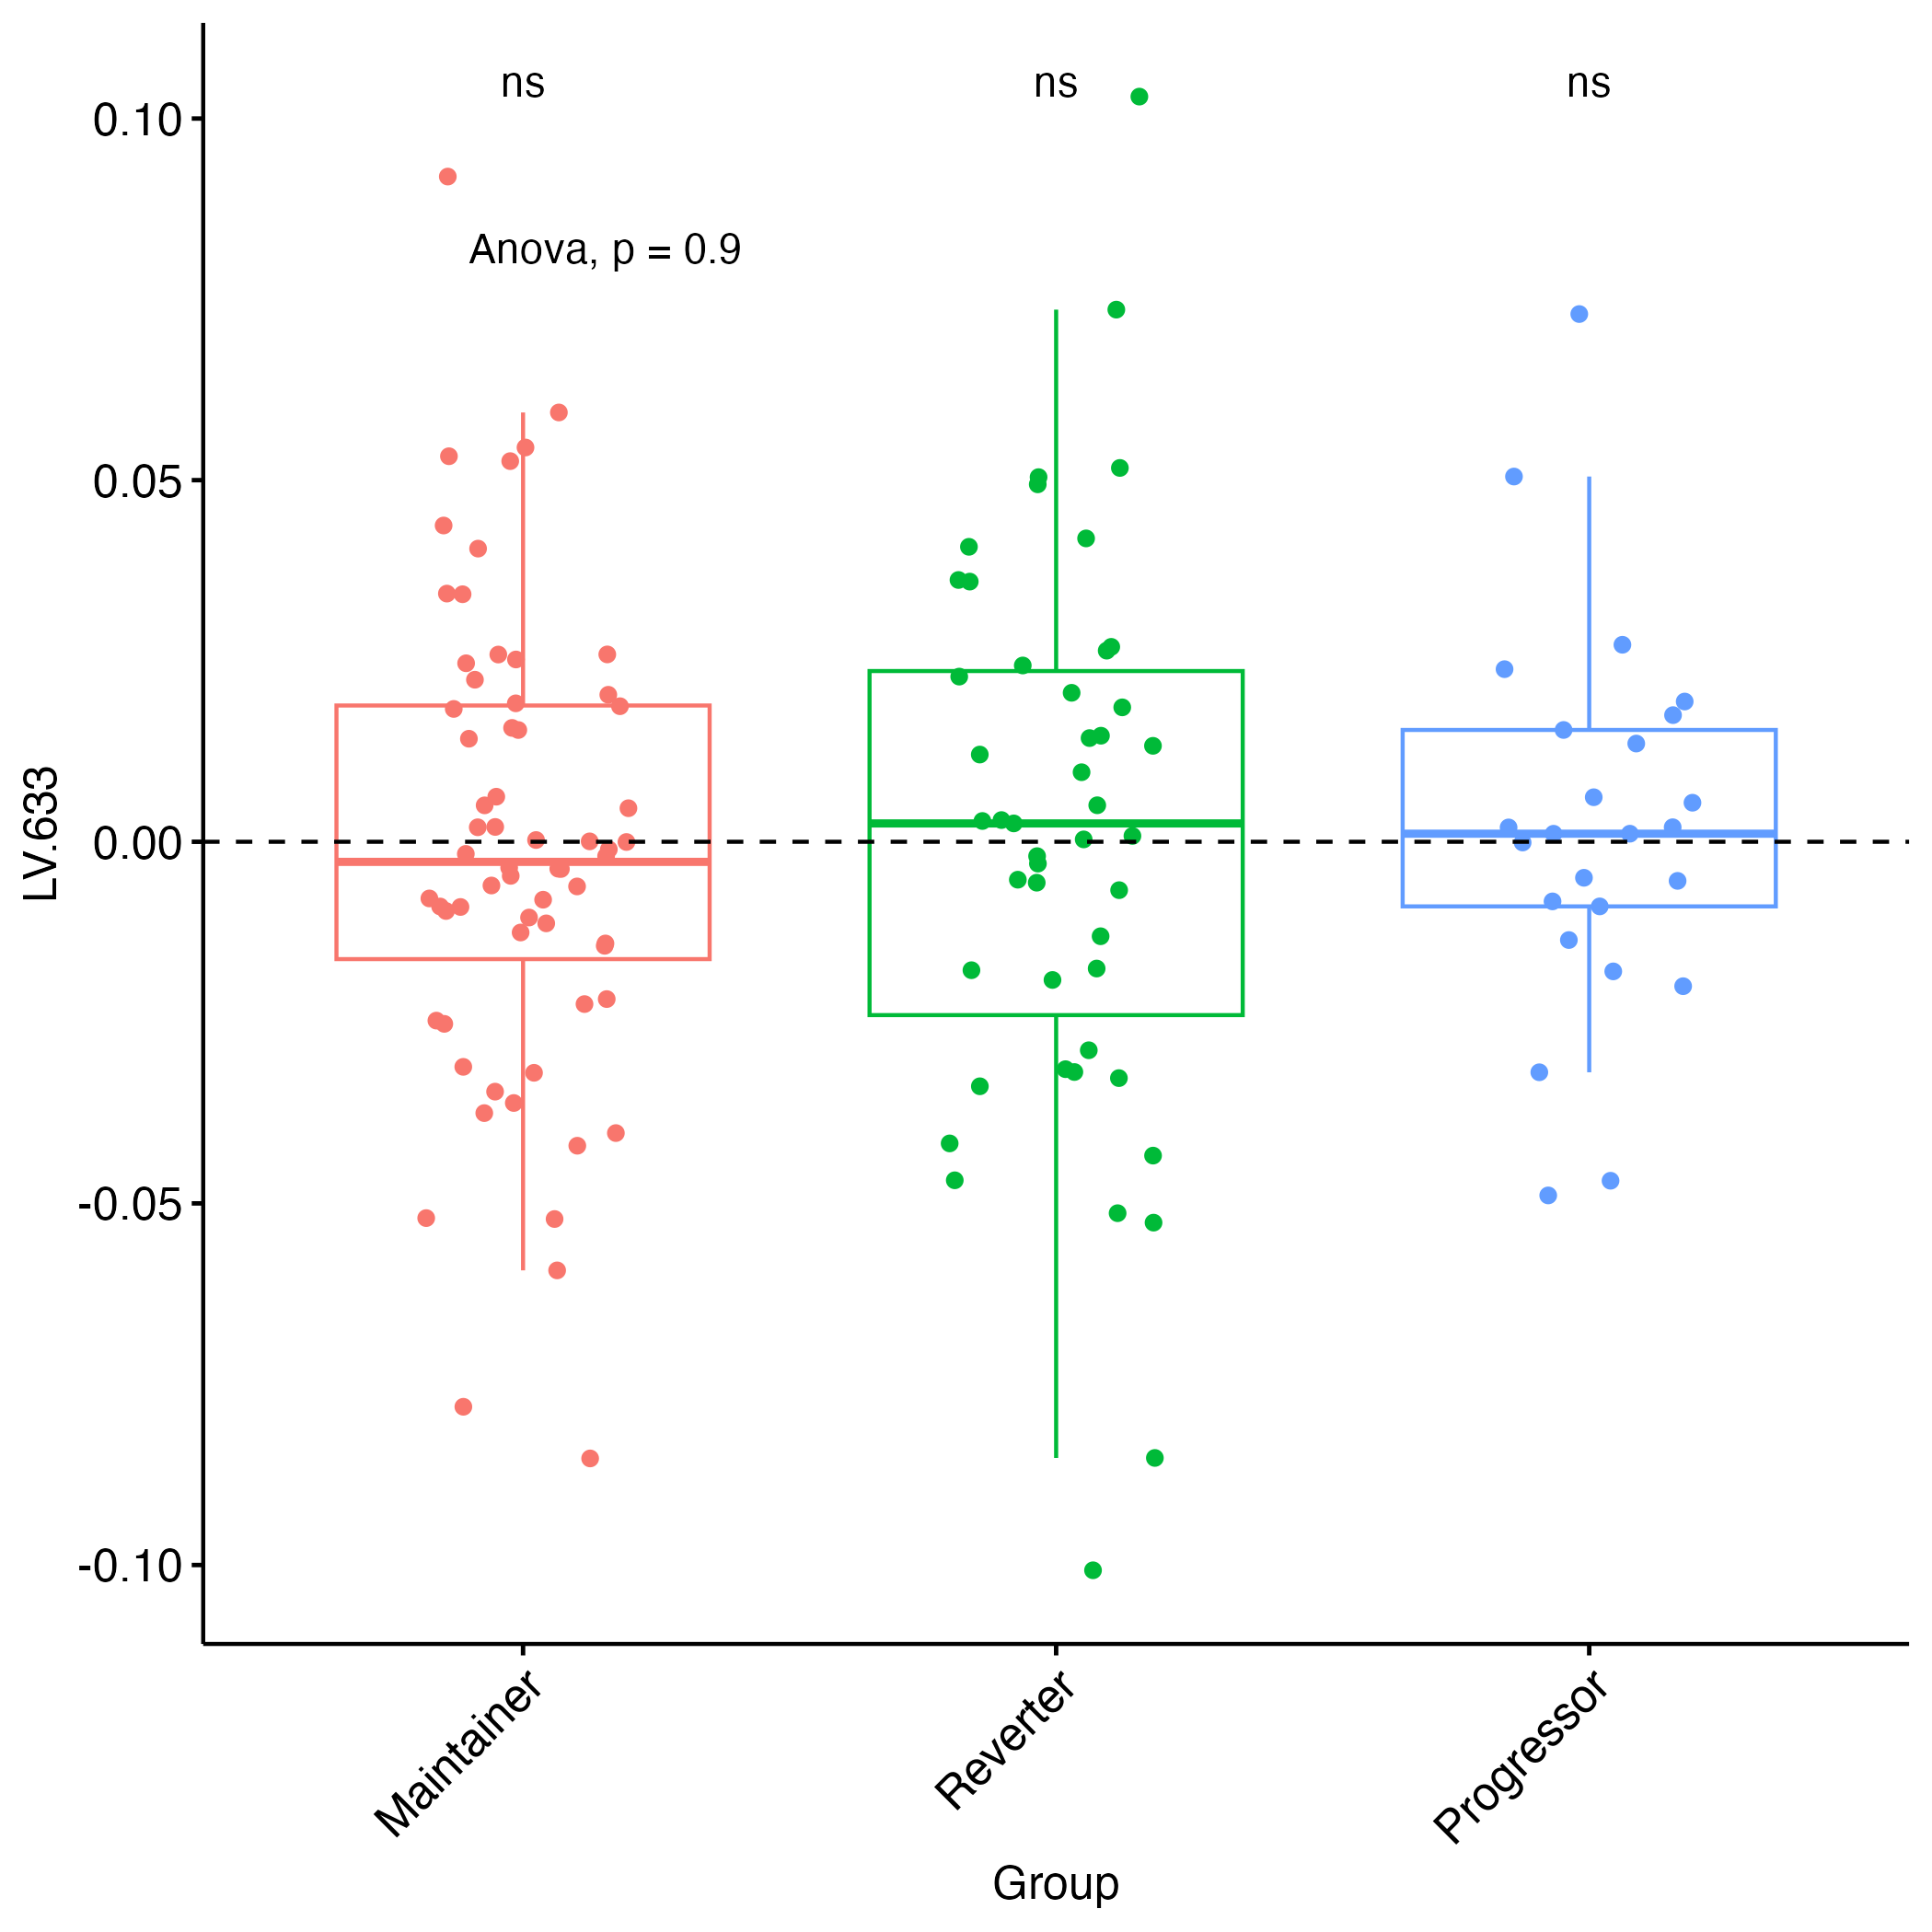 ns ns ns
Anova, p = 0.9
0.10
0.05
0.00
-0.05
-0.10
LV.633
Maintainer
Reverter
Progressor
Group